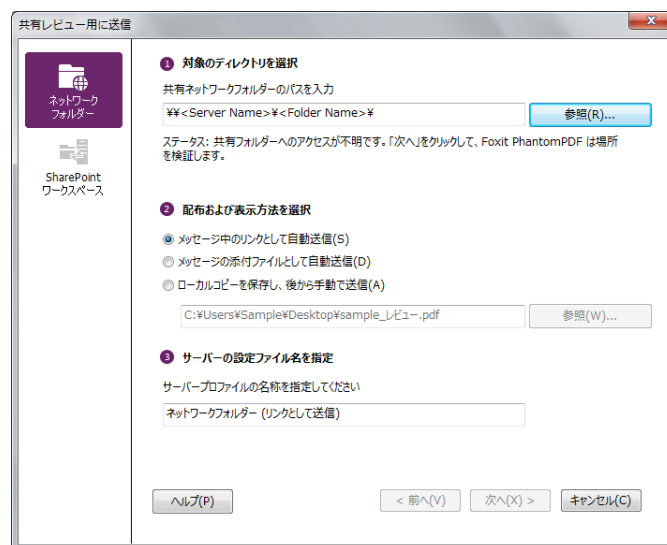 共有レビュー用に送信
ネットワーク
フォルダー
SharePoint
ワークスペース
1 対象のディレクトリを選択
共有ネットワークフォルダーのパスを入力
¥¥<Server Name>¥<Folder Name>¥
参照(R)...
ステータス: 共有フォルダーへのアクセスが不明です。「次へ」をクリックして、Foxit PhantomPDF は場所
を検証します。
2 配布および表示方法を選択
メッセージ中のリンクとして自動送信(S)
メッセージの添付ファイルとして自動送信(D)
ローカルコピーを保存し、後から手動で送信(A)
C:¥Users¥Sample¥Desktop¥sample_レビュー.pdf
参照(W)...
3 サーバーの設定ファイル名を指定
サーバープロファイルの名称を指定してください
ネットワークフォルダー (リンクとして送信)
ヘルプ(P)
< 前へ(V)
次へ(X) >
キャンセル(C)